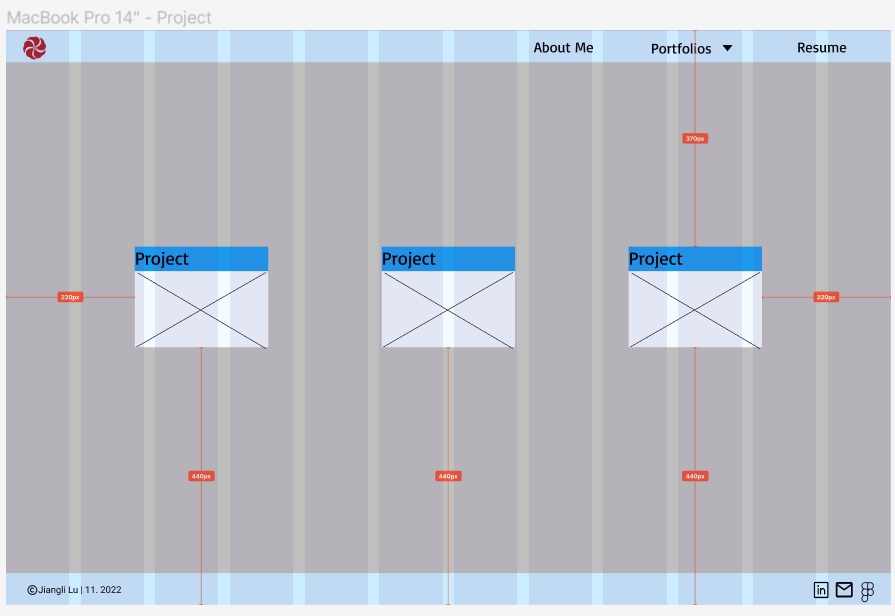 MacBook Pro 14" - Project
About Me
Portfolios
Resume
370px
Project
Project
Project
220px
220px
440px
440px
440px
©Jiangli Lu | 11. 2022
in